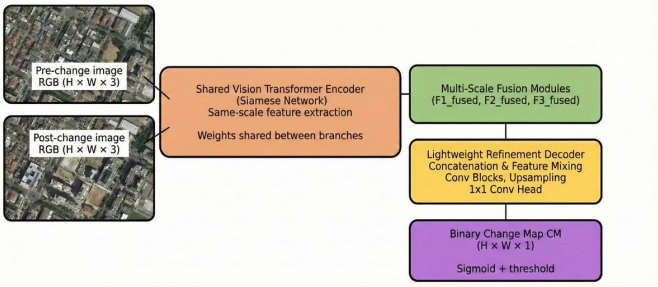 Pre-change image
RGB (H × W × 3)
Post-change image
RGB (H × W × 3)
Shared Vision Transformer Encoder
(Siamese Network)
Same-scale feature extraction
Weights shared between branches
Multi-Scale Fusion Modules
(F1_fused, F2_fused, F3_fused)
Lightweight Refinement Decoder
Concatenation & Feature Mixing
Conv Blocks, Upsampling
1x1 Conv Head
Binary Change Map CM
(H × W × 1)
Sigmoid + threshold